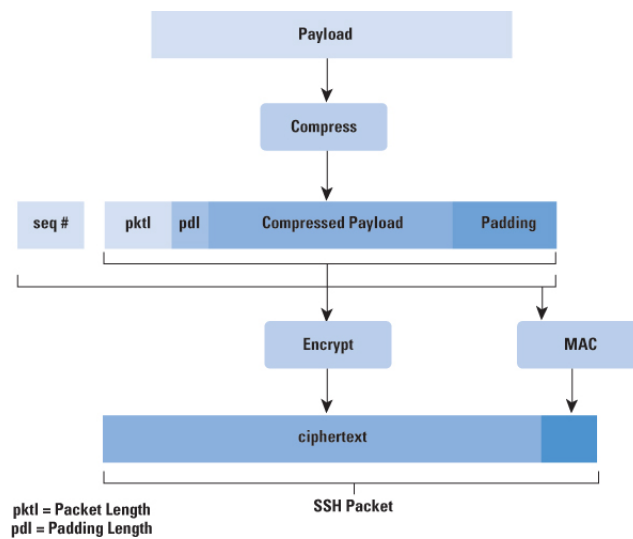 Payload
Compress
seq #
pktl
pdl
Compressed Payload
Padding
Encrypt
MAC
ciphertext
SSH Packet
pktl = Packet Length
pdl = Padding Length